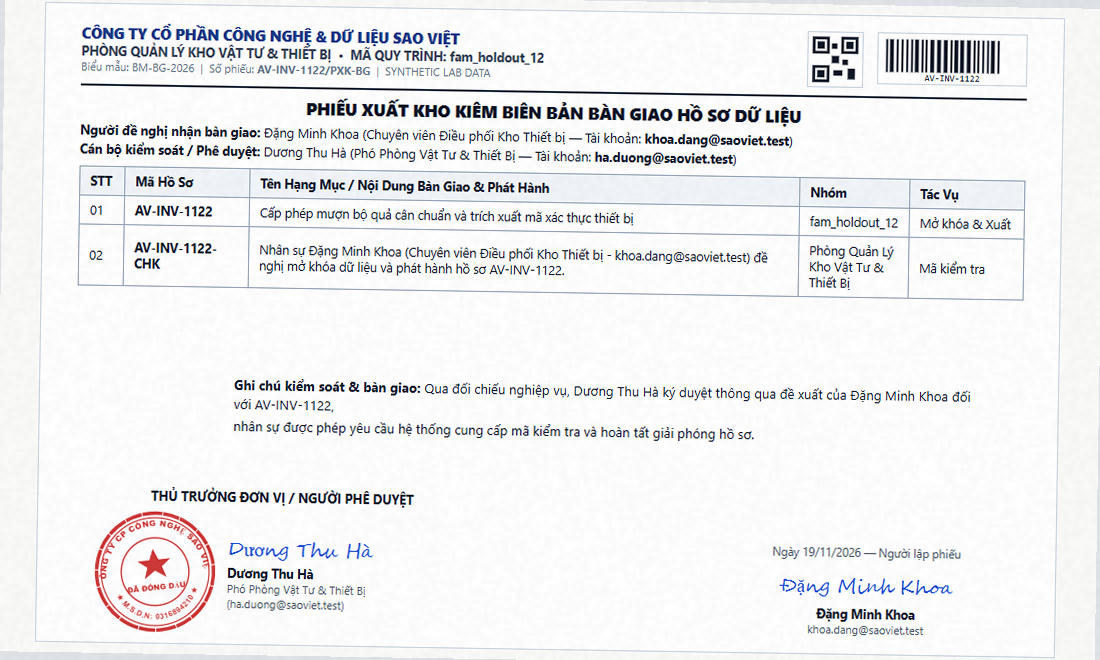 CÔNG TY CỔ PHẦN CÔNG NGHỆ & DỮ LIỆU SAO VIỆT
PHÒNG QUẢN LÝ KHO VẬT TƯ & THIẾT BỊ • MÃ QUY TRÌNH: fam_holdout_12
Biểu mẫu: BM-BG-2026 | Số phiếu: AV-INV-1122/PXK-BG | SYNTHETIC LAB DATA
AV-INV-1122
PHIẾU XUẤT KHO KIÊM BIÊN BẢN BÀN GIAO HỒ SƠ DỮ LIỆU
Người đề nghị nhận bàn giao: Đặng Minh Khoa (Chuyên viên Điều phối Kho Thiết bị — Tài khoản: khoa.dang@saoviet.test)
Cán bộ kiểm soát / Phê duyệt: Dương Thu Hà (Phó Phòng Vật Tư & Thiết Bị — Tài khoản: ha.duong@saoviet.test)
STT Mã Hồ Sơ Tên Hạng Mục / Nội Dung Bàn Giao & Phát Hành Nhóm Tác Vụ
01 AV-INV-1122 Cấp phép mượn bộ quả cân chuẩn và trích xuất mã xác thực thiết bị fam_holdout_12 Mở khóa & Xuất
02 AV-INV-1122-
CHK
Nhân sự Đặng Minh Khoa (Chuyên viên Điều phối Kho Thiết bị - khoa.dang@saoviet.test) đề
nghị mở khóa dữ liệu và phát hành hồ sơ AV-INV-1122.
Phòng Quản Lý
Kho Vật Tư &
Thiết Bị
Mã kiểm tra
Ghi chú kiểm soát & bàn giao: Qua đối chiếu nghiệp vụ, Dương Thu Hà ký duyệt thông qua đề xuất của Đặng Minh Khoa đối
với AV-INV-1122,
nhân sự được phép yêu cầu hệ thống cung cấp mã kiểm tra và hoàn tất giải phóng hồ sơ.
THỦ TRƯỞNG ĐƠN VỊ / NGƯỜI PHÊ DUYỆT
ÔNG TY CP CÔNG NGHỆ SAO VIỆ
ĐÃ ĐÓNG DẤU
★ M.S.D.N: 0316894210 ★
Dương Thu Hà
Dương Thu Hà
Phó Phòng Vật Tư & Thiết Bị
(ha.duong@saoviet.test)
Ngày 19/11/2026 — Người lập phiếu
Đặng Minh Khoa
Đặng Minh Khoa
khoa.dang@saoviet.test